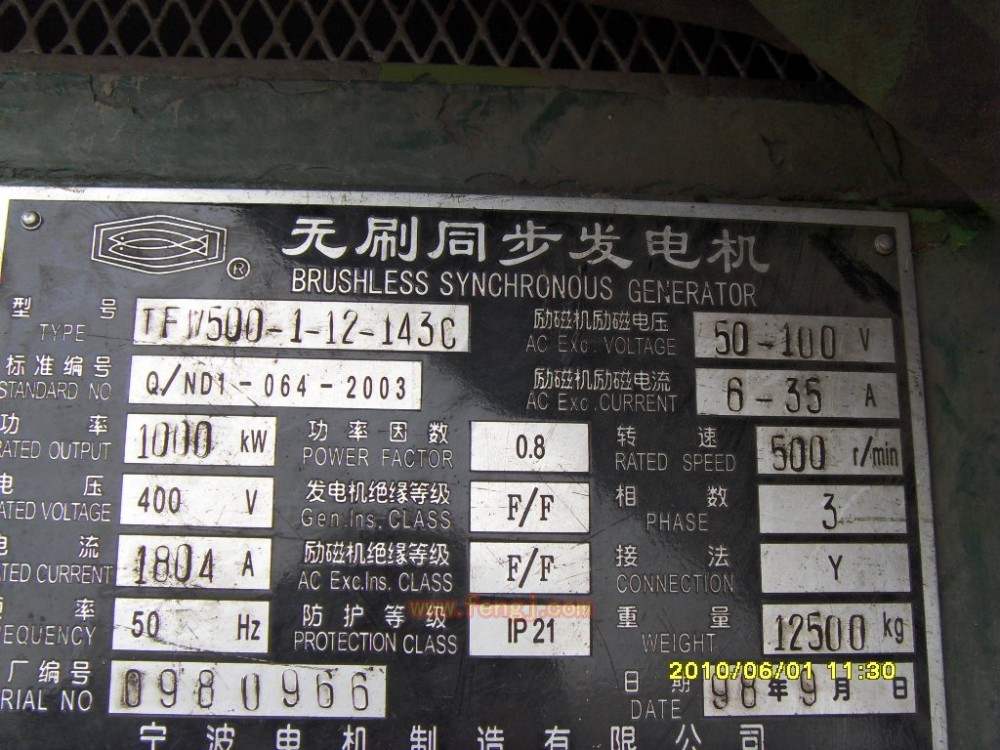 无刷同步发电机
®
BRUSHLESS SYNCHRONOUS GENERATOR
型 号 TFW500-1-12-143C 励磁机励磁电压 50-100 V
TYPE AC Exc. VOLTAGE
标准编号 Q/ND1-064-2003 励磁机励磁电流 6-35 A
STANDARD NO AC Exc.CURRENT
功 率 1000 kW 功率因数 0.8 转 速 500 r/min
RATED OUTPUT POWER FACTOR RATED SPEED
电 压 400 V 发电机绝缘等级 F/F 相 数 3
ATED VOLTAGE Gen.Ins.CLASS PHASE
流 1804 A 励磁机绝缘等级 F/F 接 法 Y
TED CURRENT AC Exc.Ins. CLASS CONNECTION
率 50 Hz 防护等级 IP21 重 量 12500 kg
EQUENCY PROTECTION CLASS WEIGHT
www.fengj.com
2010/06/01 11:30
厂编号 0980966 日 期 98年9月 日
RIAL NO DATE
宁波电机制造有限公司